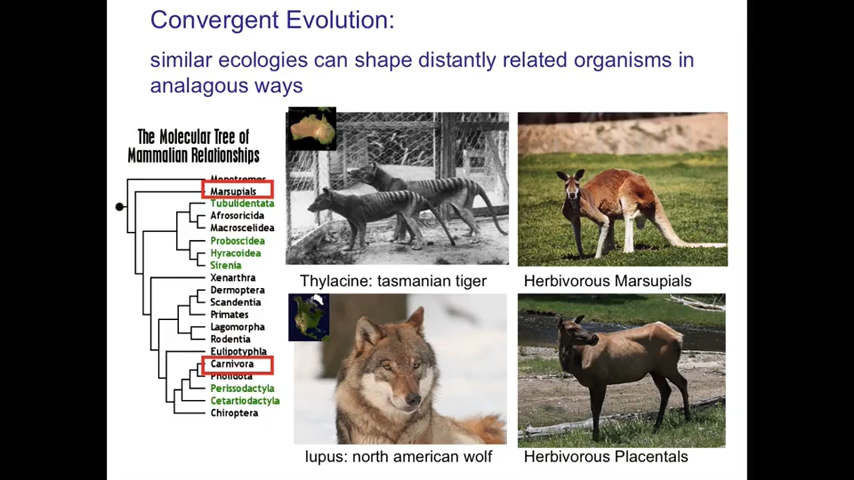 Convergent Evolution:
similar ecologies can shape distantly related organisms in
analagous ways
The Molecular Tree of
Mammalian Relationships
Monotremes
Marsupials
Tubulidentata
Afrosoricida
Macroscelidea
Proboscidea
Hyracoidea
Sirenia
Xenarthra
Dermoptera
Scandentia
Primates
Lagomorpha
Rodentia
Eulipotyphla
Carnivora
Pholidota
Perissodactyla
Cetartiodactyla
Chiroptera
Thylacine: tasmanian tiger
Herbivorous Marsupials
lupus: north american wolf
Herbivorous Placentals